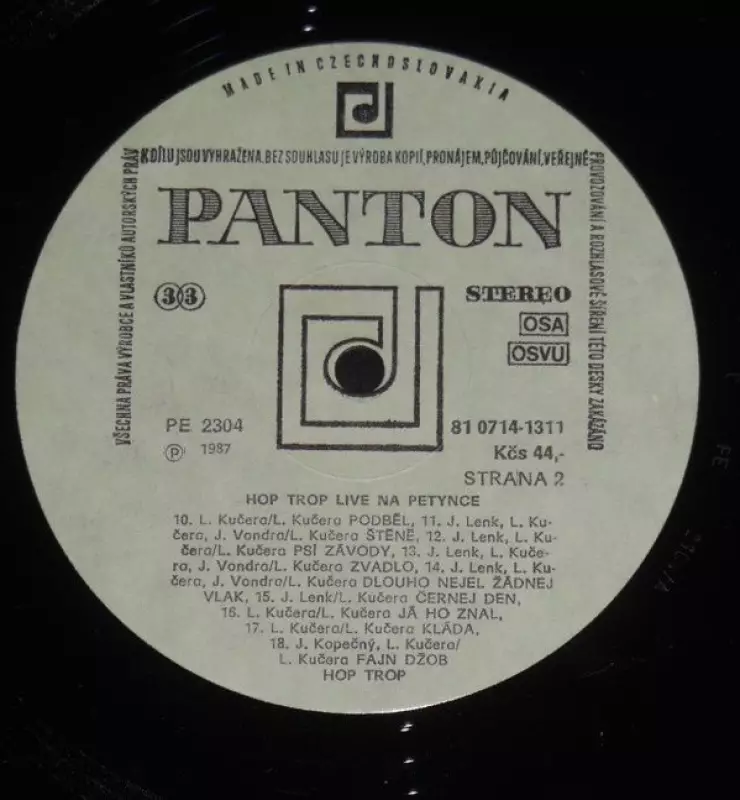 MADE IN CZECHOSLOVAKIA
VŠECHNA PRÁVA VÝROBCE A VLASTNÍKŮ AUTORSKÝCH PRÁV
K DÍLU JSOU VYHRAŽENA. BEZ SOUHLASU JE VÝROBA KOPIÍ, PRONÁJEM, PŮJČOVÁNÍ, VEŘEJNÉ
PROVOZOVÁNÍ A ROZHLASOVÉ ŠÍŘENÍ TÉTO DESKY ZAKÁZÁNO
PANTON
33
STEREO
OSA
OSVU
PE 2304
81 0714-1311
Ⓟ 1987
Kčs 44,-
STRANA 2
HOP TROP LIVE NA PETYNCE
10. L. Kučera/L. Kučera PODBĚL, 11. J. Lenk, L. Ku-
čera, J. Vondra/L. Kučera ŠTĚNĚ, 12. J. Lenk, L. Ku-
čera/L. Kučera PSÍ ZÁVODY, 13. J. Lenk, L. Kuče-
ra, J. Vondra/L. Kučera ZVADLO, 14. J. Lenk, L. Ku-
čera, J. Vondra/L. Kučera DLOUHO NEJEL ŽÁDNEJ
VLAK, 15. J. Lenk/L. Kučera ČERNEJ DEN,
16. L. Kučera/L. Kučera JÁ HO ZNAL,
17. L. Kučera/L. Kučera KLÁDA,
18. J. Kopečný, L. Kučera/
L. Kučera FAJN DŽOB
HOP TROP